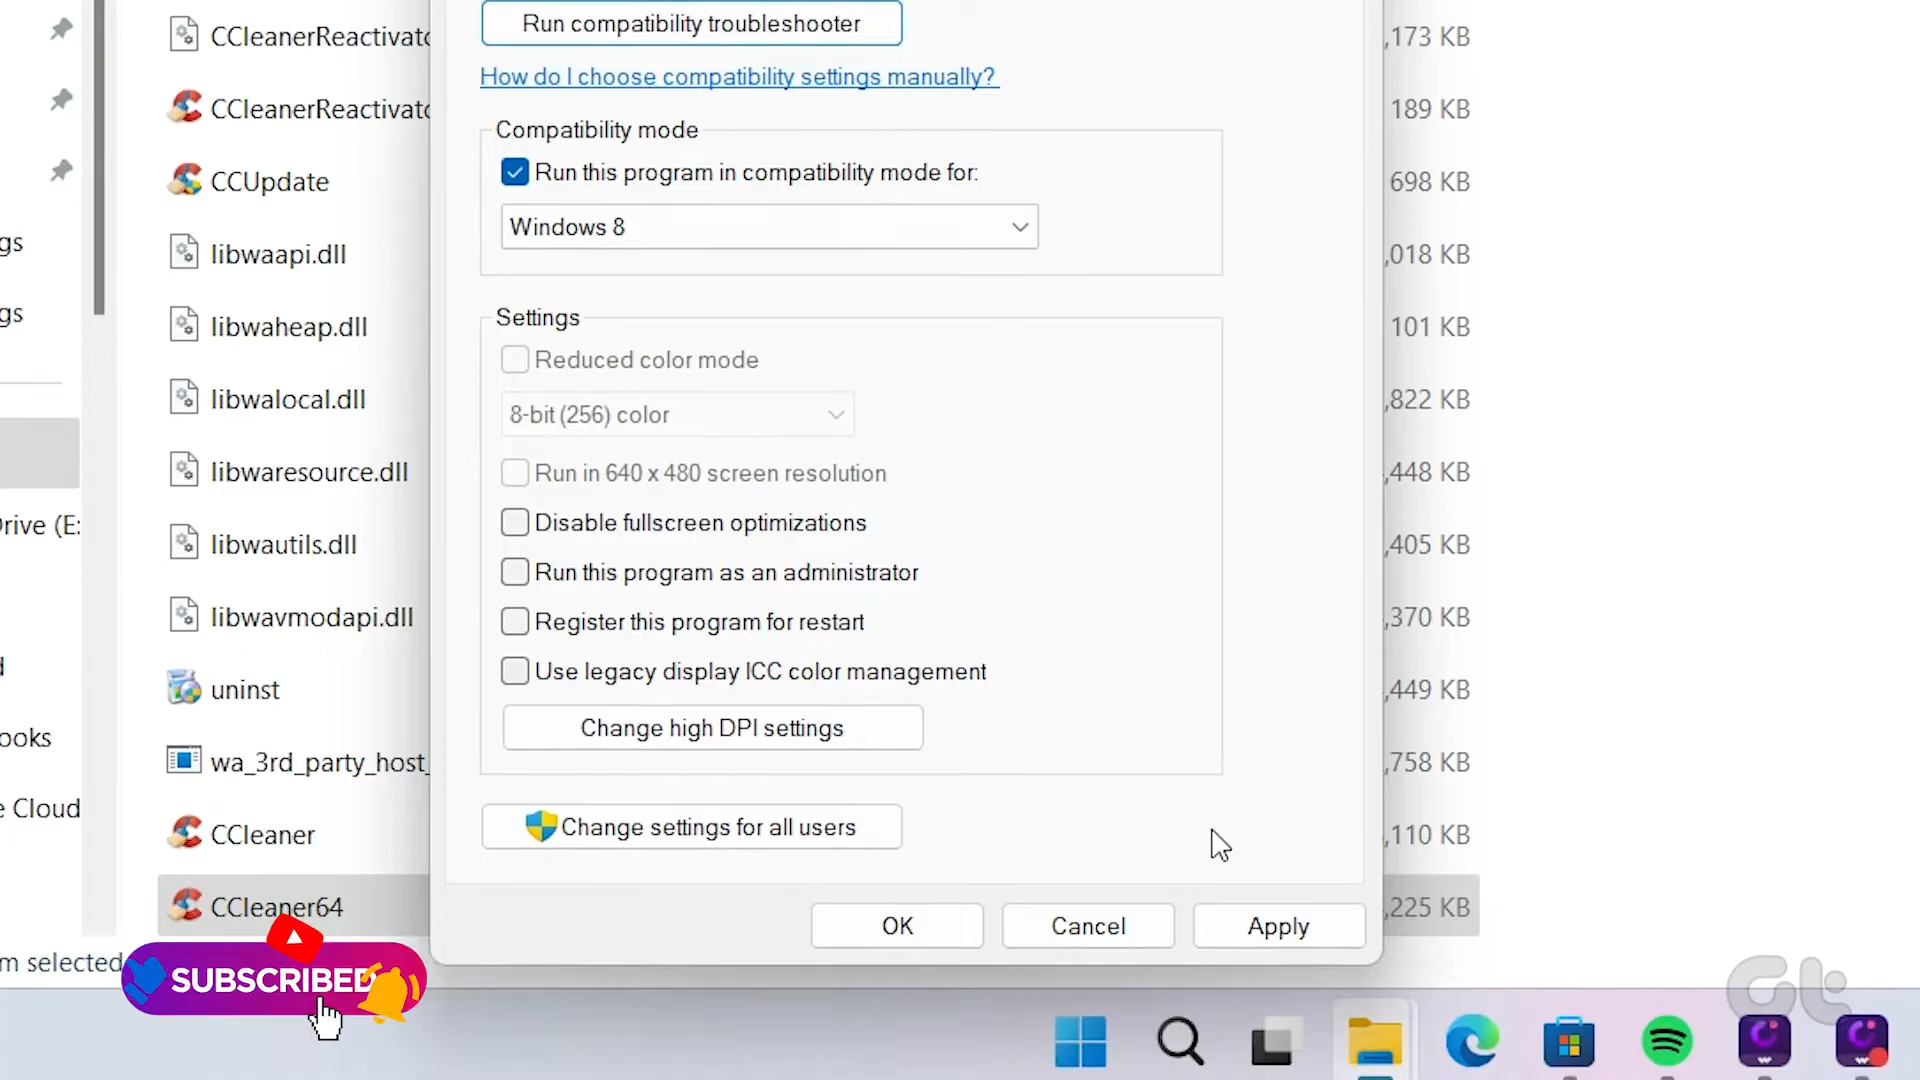 CCleanerReactivato
CCleanerReactivato
CCUpdate
gs
libwaapi.dll
gs
libwaheap.dll
libwalocal.dll
libwaresource.dll
Drive (E:
libwautils.dll
libwavmodapi.dll
uninst
ooks
wa_3rd_party_host_
e Cloud
CCleaner
CCleaner64
m selected
SUBSCRIBED
Run compatibility troubleshooter
How do I choose compatibility settings manually?
Compatibility mode
Run this program in compatibility mode for:
Windows 8
Settings
Reduced color mode
8-bit (256) color
Run in 640 x 480 screen resolution
Disable fullscreen optimizations
Run this program as an administrator
Register this program for restart
Use legacy display ICC color management
Change high DPI settings
Change settings for all users
OK
Cancel
Apply
,173 KB
189 KB
698 KB
,018 KB
101 KB
,822 KB
,448 KB
,405 KB
,370 KB
,449 KB
,758 KB
,110 KB
,225 KB
Gt